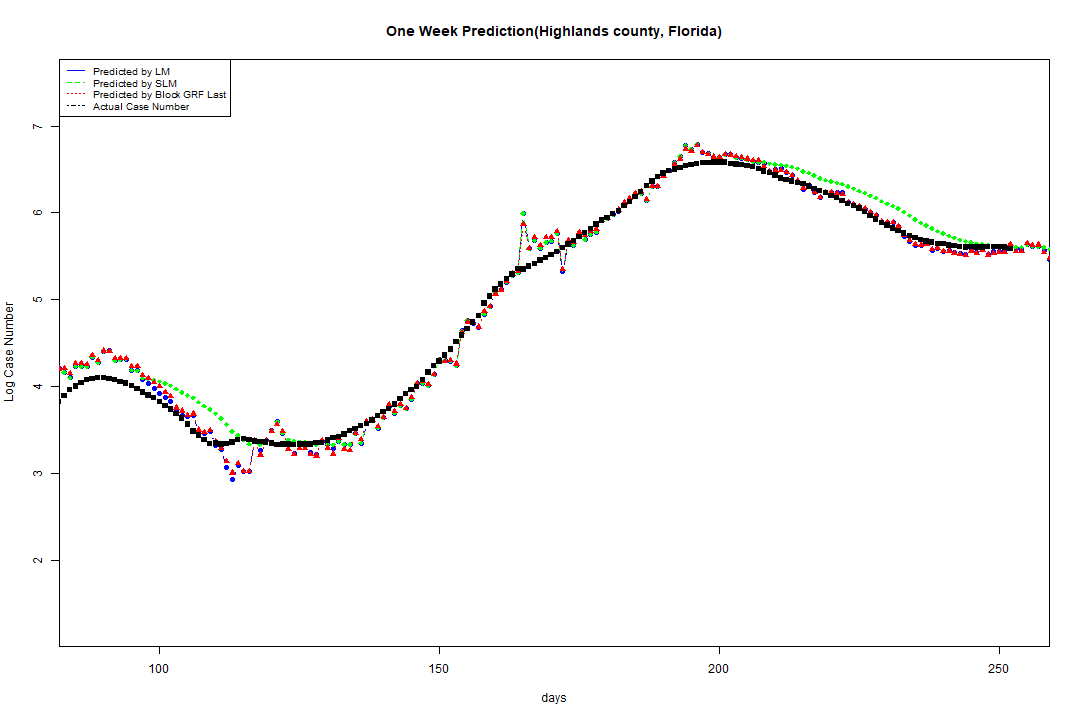 One Week Prediction(Highlands county, Florida)
Predicted by LM
Predicted by SLM
Predicted by Block GRF Last
Actual Case Number
7
6
5
4
3
2
Log Case Number
100 150 200 250
days